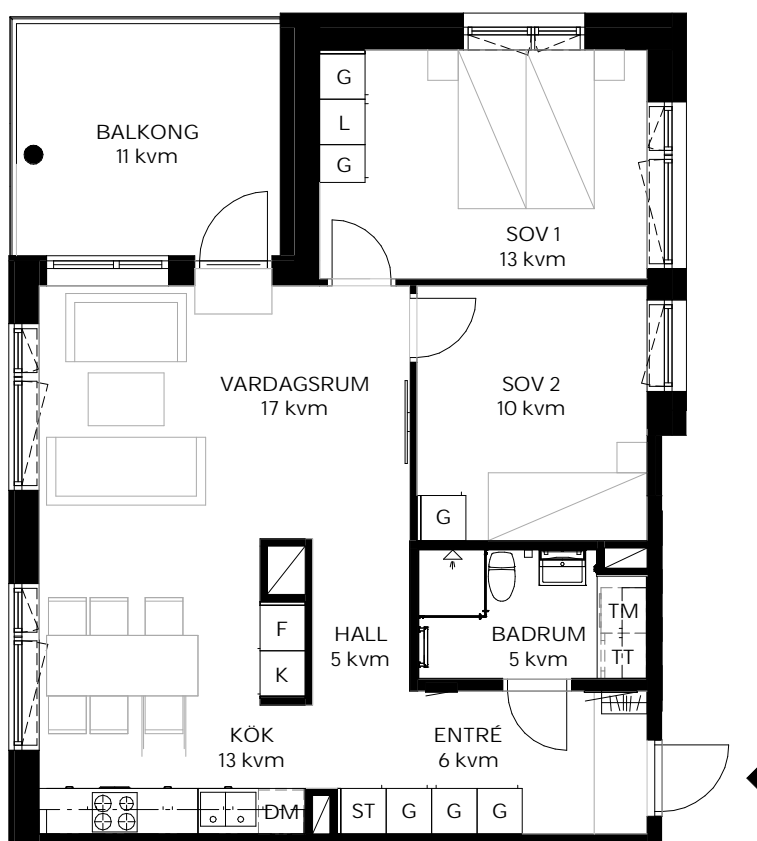 G
L
G
BALKONG
11 kvm
SOV 1
13 kvm
VARDAGSRUM
17 kvm
SOV 2
10 kvm
G
F
K
HALL
5 kvm
BADRUM
5 kvm
TM
TT
KÖK
13 kvm
ENTRÉ
6 kvm
DM
ST
G
G
G